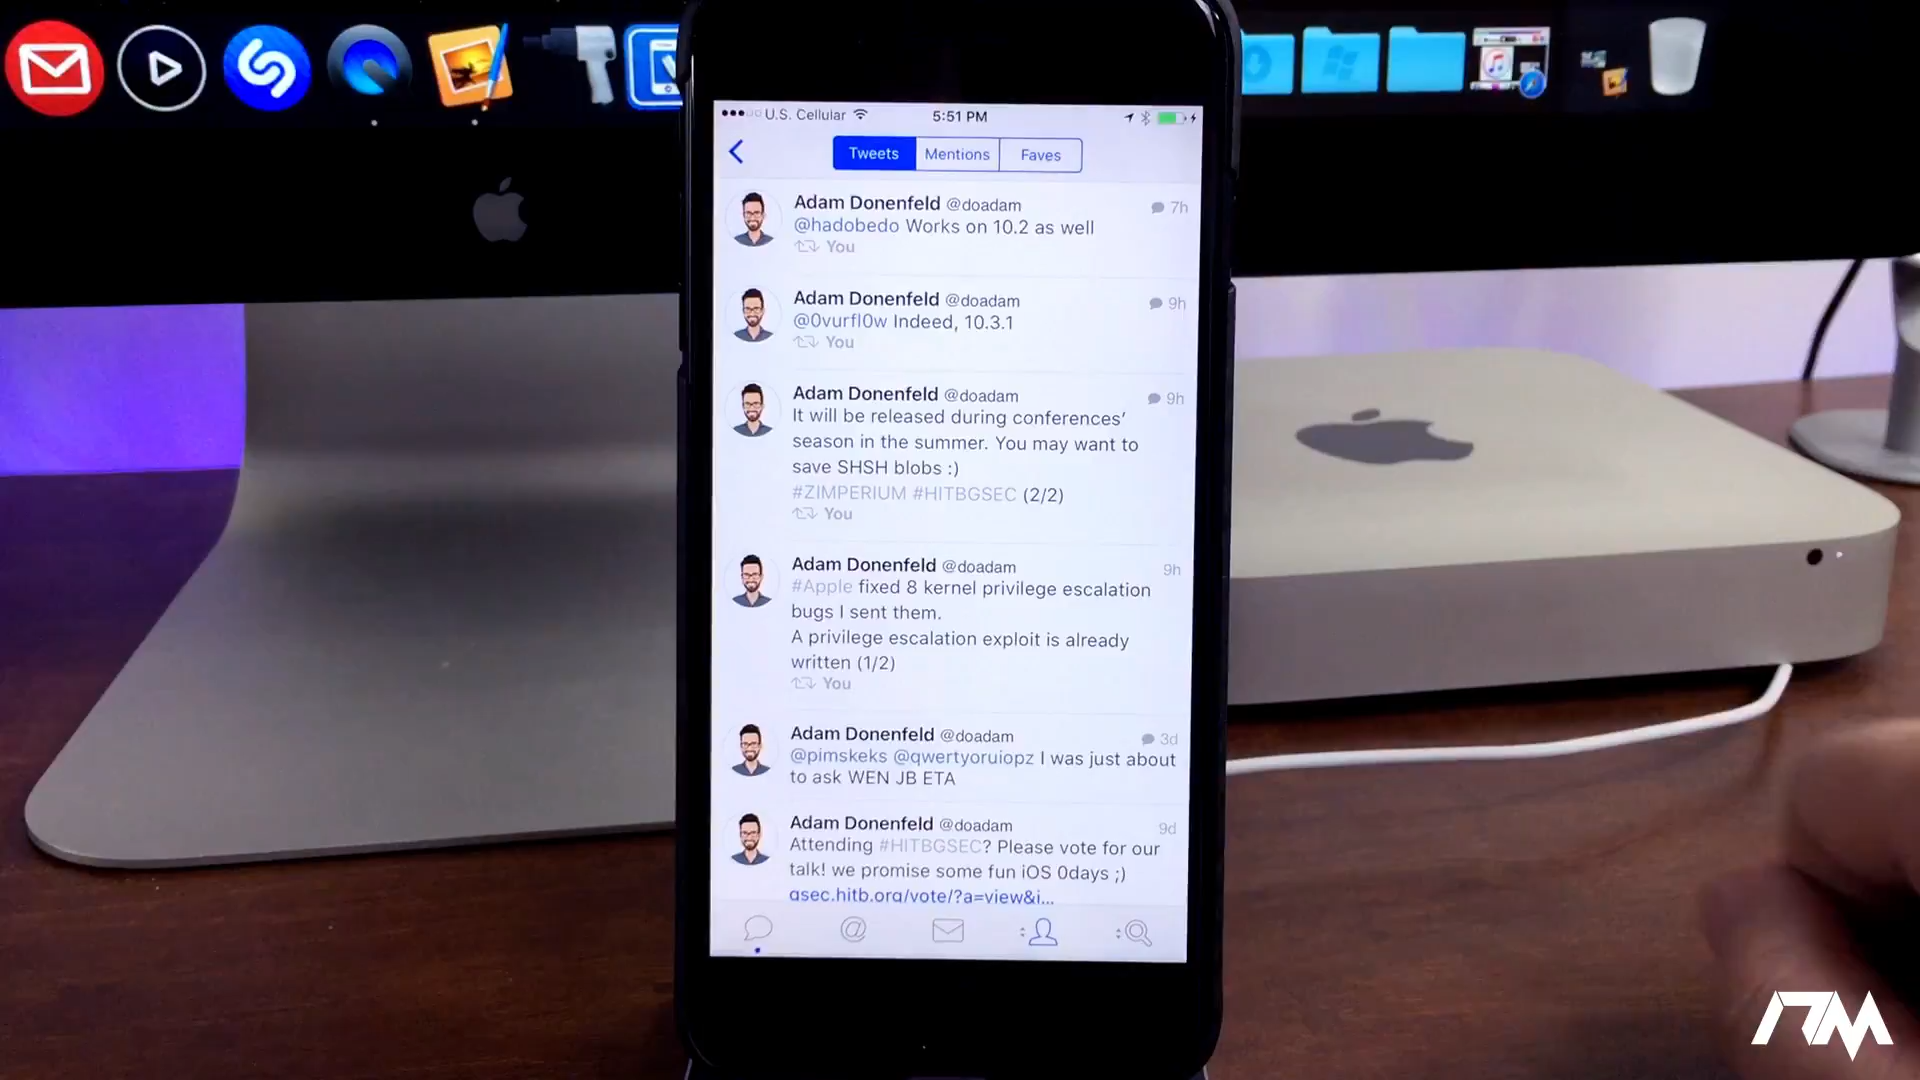 U.S. Cellular
5:51 PM
Tweets
Mentions
Faves
Adam Donenfeld @doadam
7h
@hadobedo Works on 10.2 as well
You
Adam Donenfeld @doadam
9h
@0vurfl0w Indeed, 10.3.1
You
Adam Donenfeld @doadam
9h
It will be released during conferences’
season in the summer. You may want to
save SHSH blobs :)
#ZIMPERIUM #HITBGSEC (2/2)
You
Adam Donenfeld @doadam
9h
#Apple fixed 8 kernel privilege escalation
bugs I sent them.
A privilege escalation exploit is already
written (1/2)
You
Adam Donenfeld @doadam
3d
@pimskeks @qwertyoruiopz I was just about
to ask WEN JB ETA
Adam Donenfeld @doadam
9d
Attending #HITBGSEC? Please vote for our
talk! we promise some fun iOS 0days ;)
gsec.hitb.org/vote/?a=view&i...